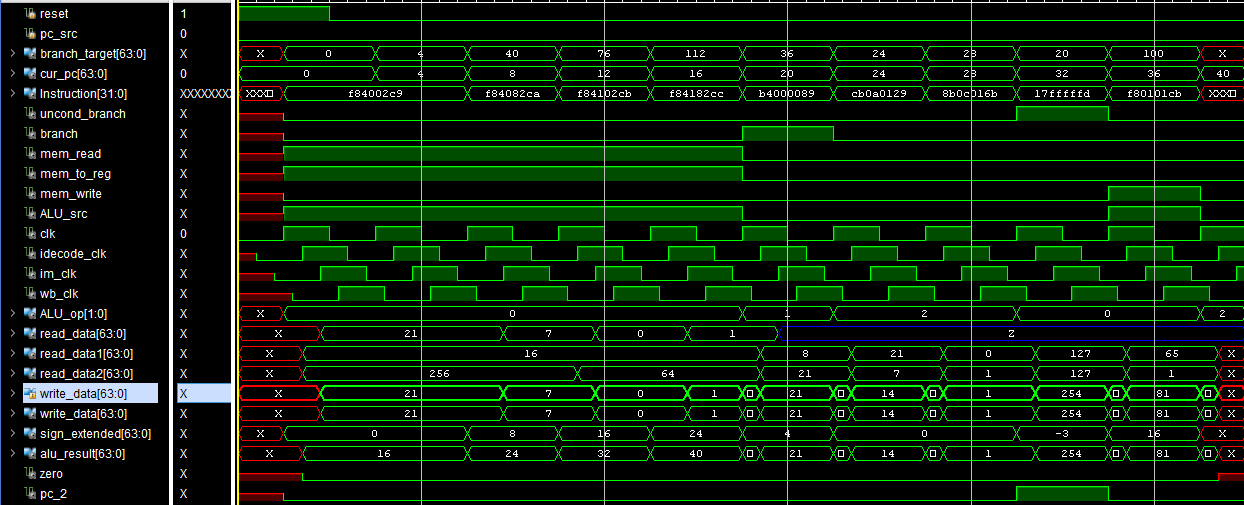 reset 1
pc_src 0
branch_target[63:0] X X 0 4 40 76 112 36 24 28 20 100 X
cur_pc[63:0] 0 0 4 8 12 16 20 24 28 32 36 40
Instruction[31:0] XXXXXXXX XXX f84002c9 f84082ca f84102cb f84182cc b4000089 cb0a0129 8b0c016b 17fffffd f80101cb XXX
uncond_branch X
branch X
mem_read X
mem_to_reg X
mem_write X
ALU_src X
clk 0
idecode_clk X
im_clk X
wb_clk X
ALU_op[1:0] X X 0 1 2 0 2
read_data[63:0] X X 21 7 0 1 Z
read_data1[63:0] X X 16 8 21 0 127 65 X
read_data2[63:0] X X 256 64 21 7 1 127 1 X
write_data[63:0] X X 21 7 0 1 21 14 1 254 81 X
write_data[63:0] X X 21 7 0 1 21 14 1 254 81 X
sign_extended[63:0] X X 0 8 16 24 4 0 -3 16 X
alu_result[63:0] X X 16 24 32 40 21 14 1 254 81 X
zero X
pc_2 X